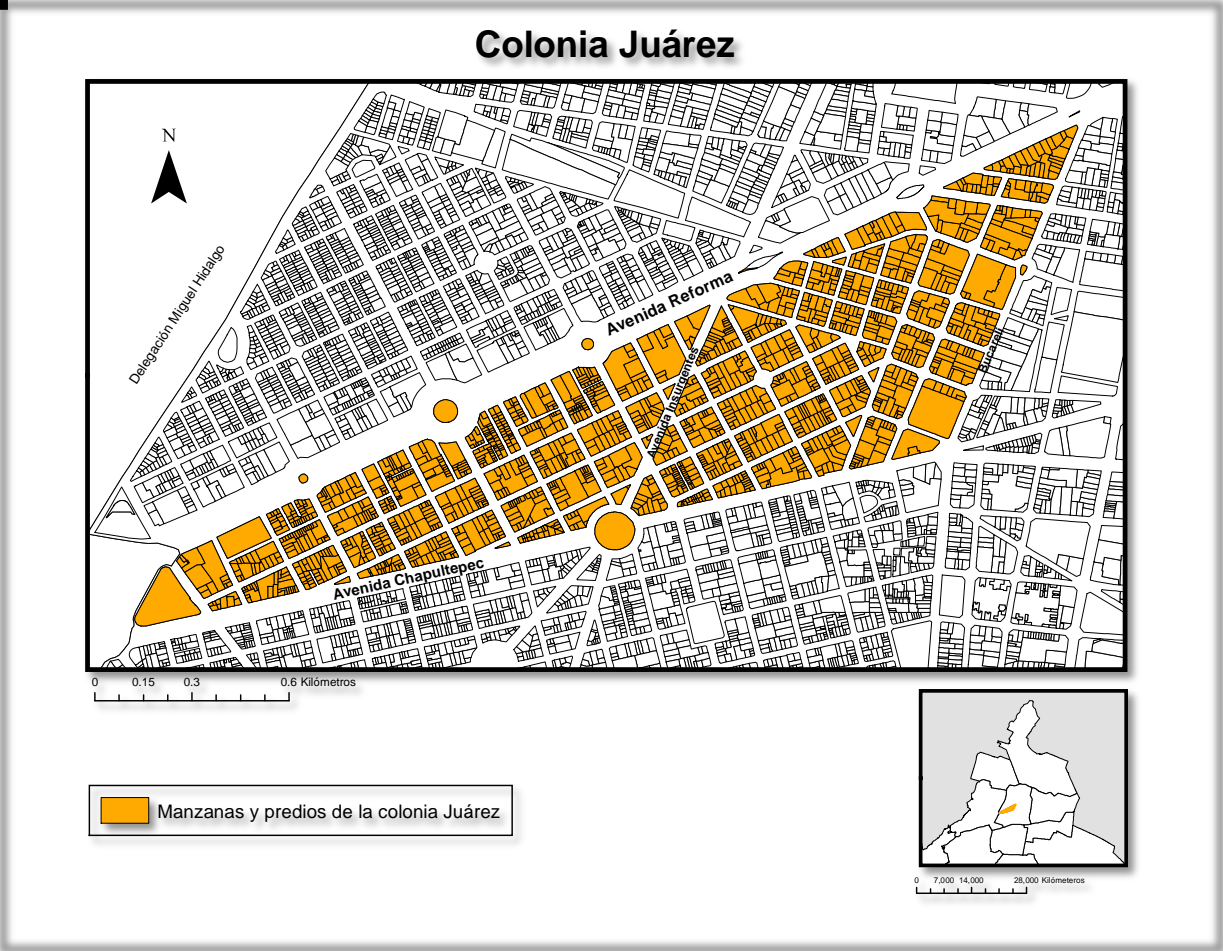 Colonia Juárez
N
Delegación Miguel Hidalgo
Avenida Reforma
Avenida Insurgentes
Bucareli
Avenida Chapultepec
0 0.15 0.3 0.6 Kilómetros
Manzanas y predios de la colonia Juárez
0 7,000 14,000 28,000 Kilómeteros